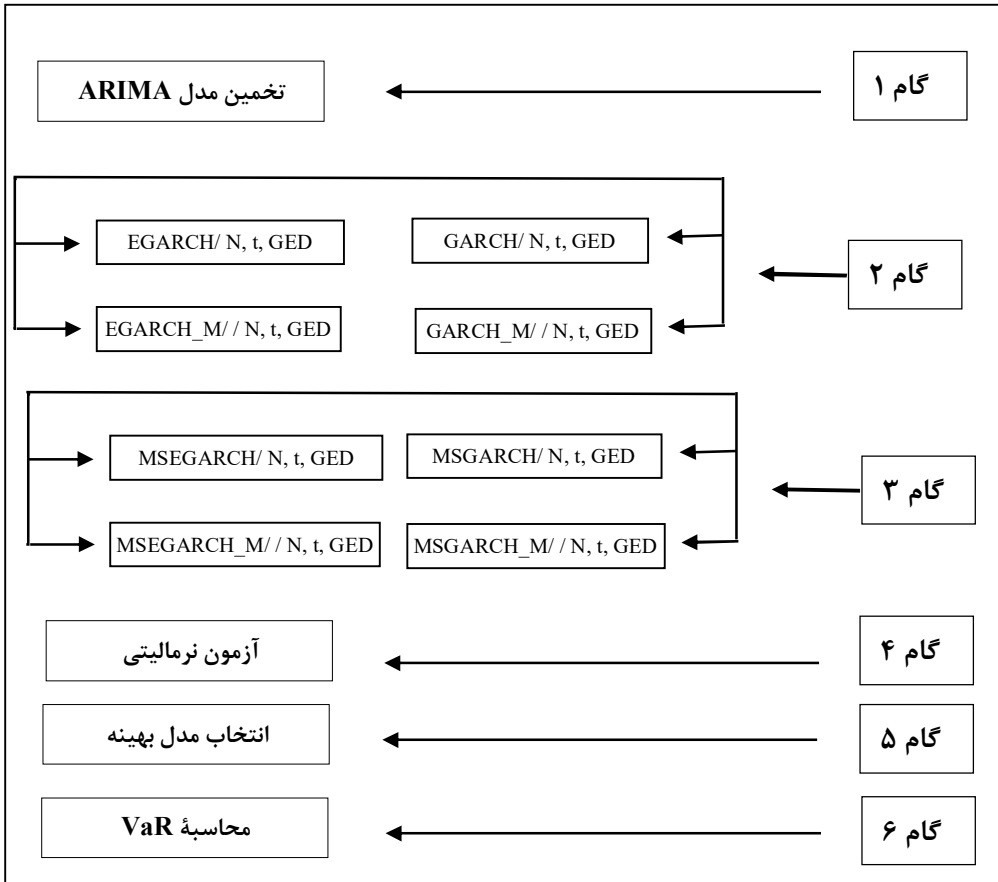 گام ۱
تخمین مدل ARIMA
گام ۲
GARCH/ N, t, GED
EGARCH/ N, t, GED
GARCH_M/ / N, t, GED
EGARCH_M/ / N, t, GED
گام ۳
MSGARCH/ N, t, GED
MSEGARCH/ N, t, GED
MSGARCH_M/ / N, t, GED
MSEGARCH_M/ / N, t, GED
گام ۴
آزمون نرمالیتی
گام ۵
انتخاب مدل بهینه
گام ۶
محاسبۀ VaR